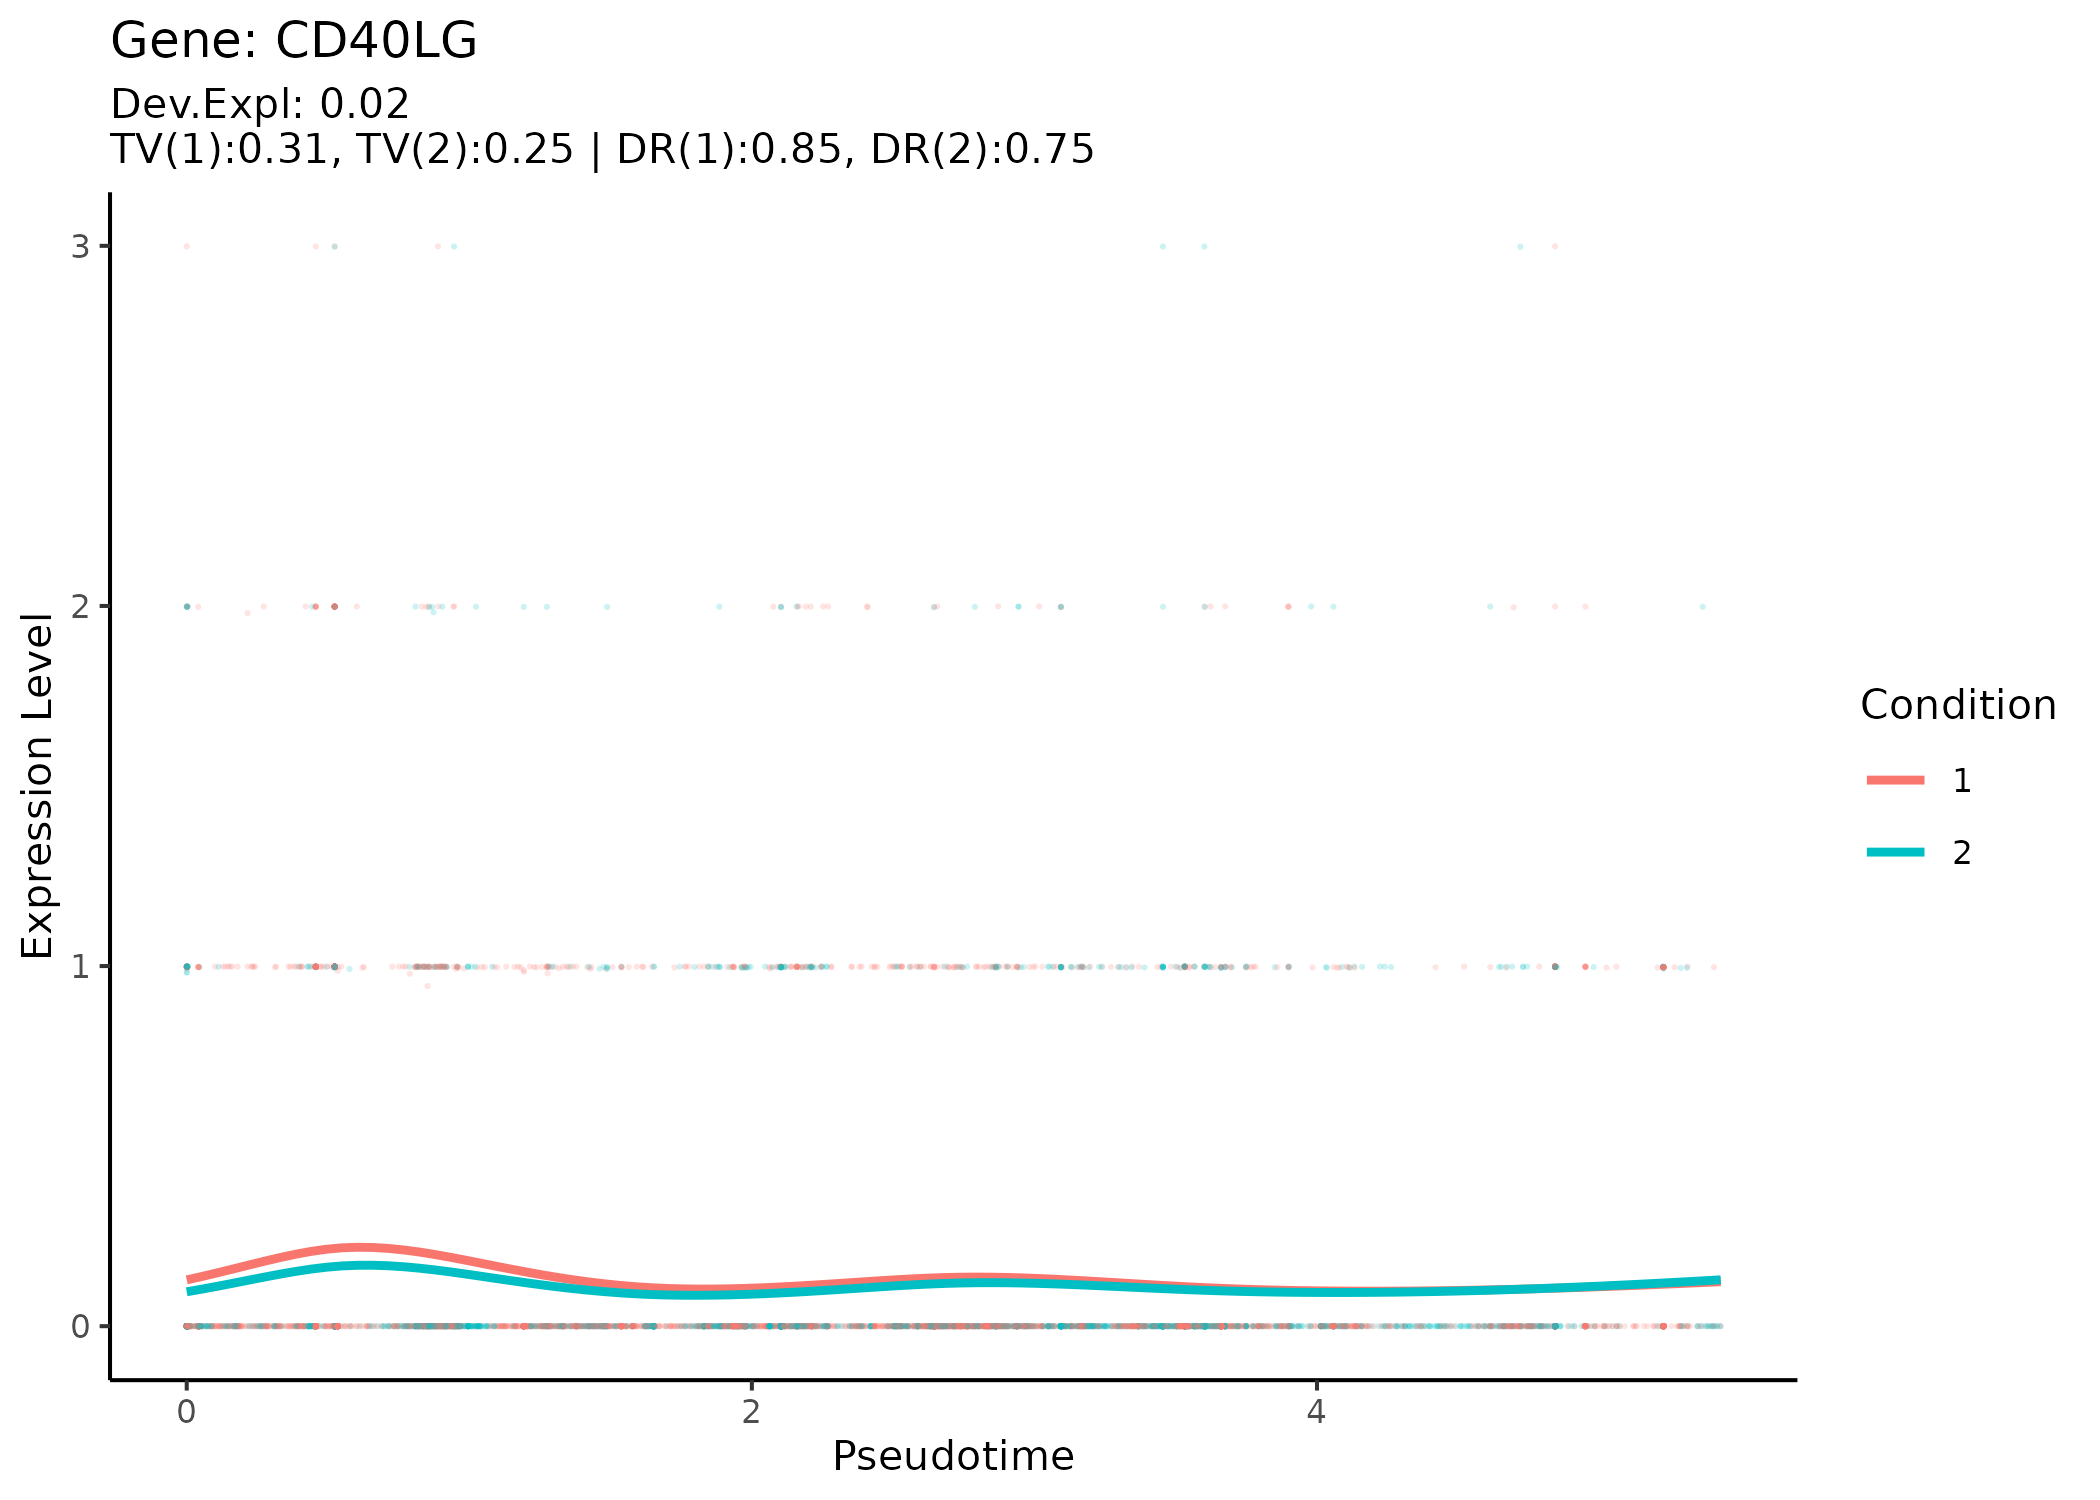 Gene: CD40LG
Dev.Expl: 0.02
TV(1):0.31, TV(2):0.25 | DR(1):0.85, DR(2):0.75
3
2
1
0
Expression Level
0 2 4
Pseudotime
Condition
1
2